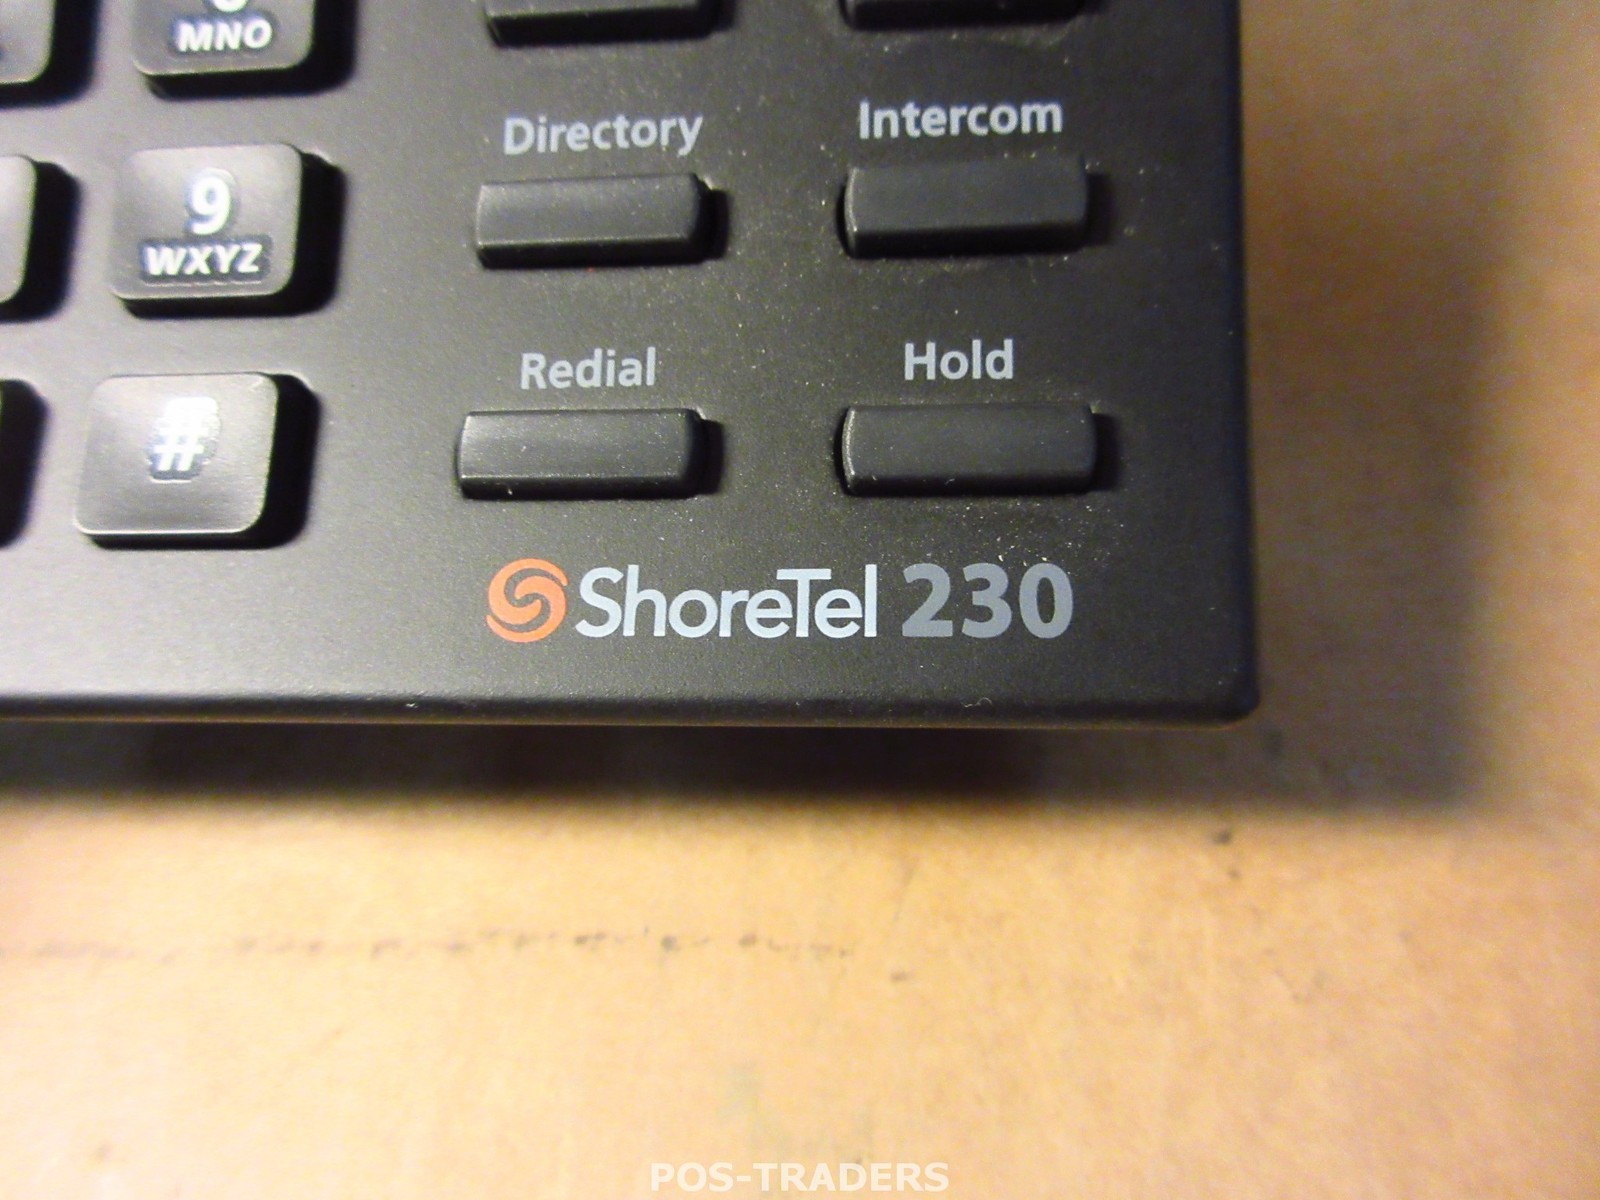 MNO
Directory Intercom
9
WXYZ
Redial Hold
#
ShoreTel 230
POS-TRADERS